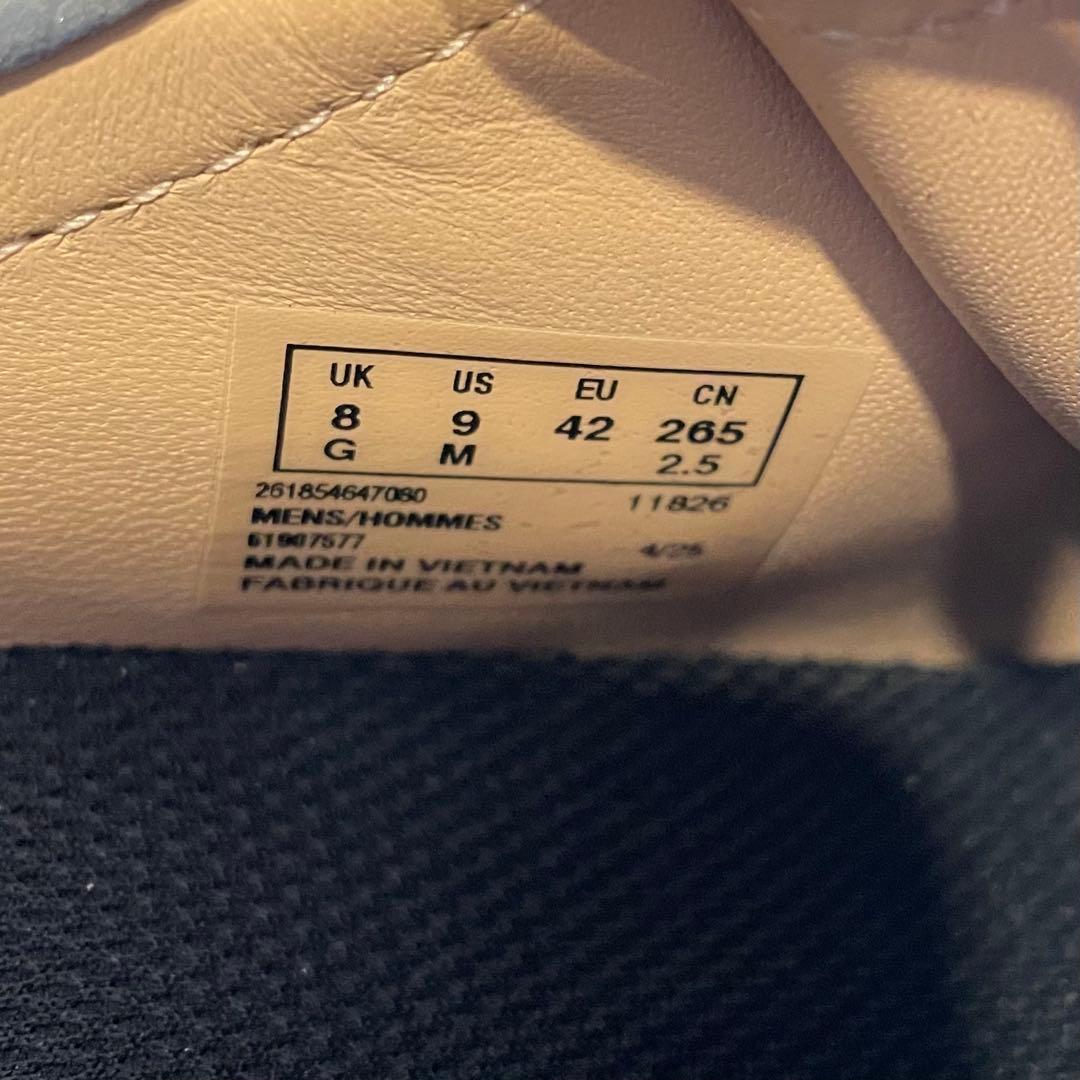 UK US EU CN
8 9 42 265
G M 2.5
261854647080 11826
MENS/HOMMES
61907577 4/25
MADE IN VIETNAM
FABRIQUE AU VIETNAM